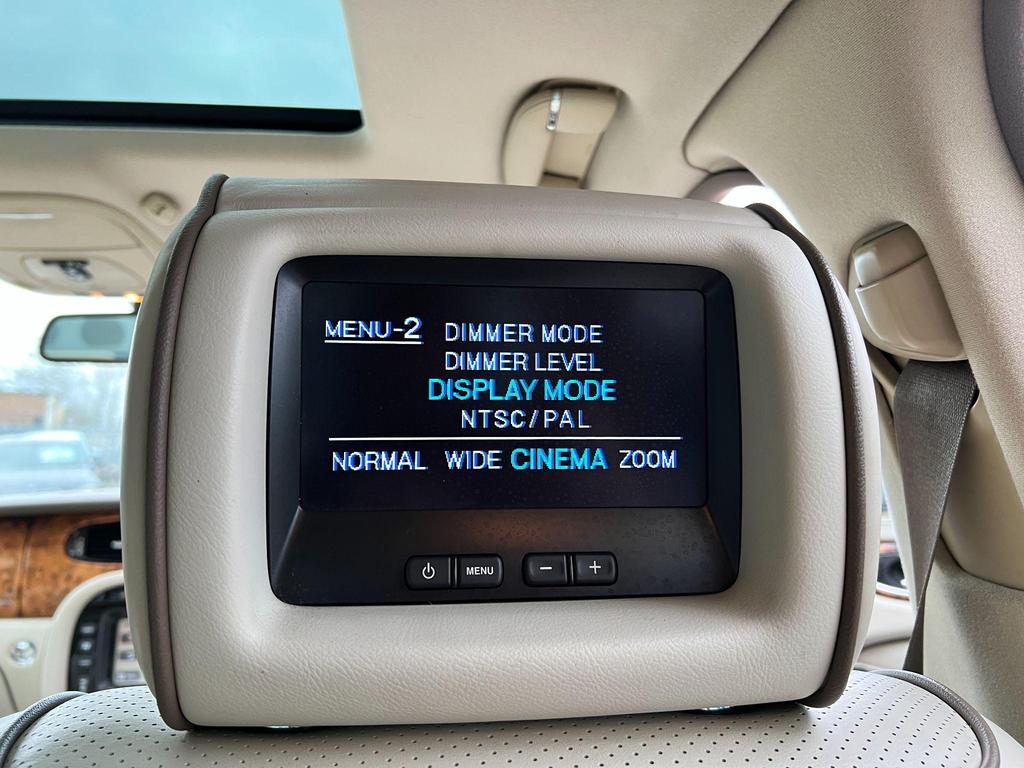 MENU-2 DIMMER MODE
DIMMER LEVEL
DISPLAY MODE
NTSC/PAL
NORMAL WIDE CINEMA ZOOM
MENU - +